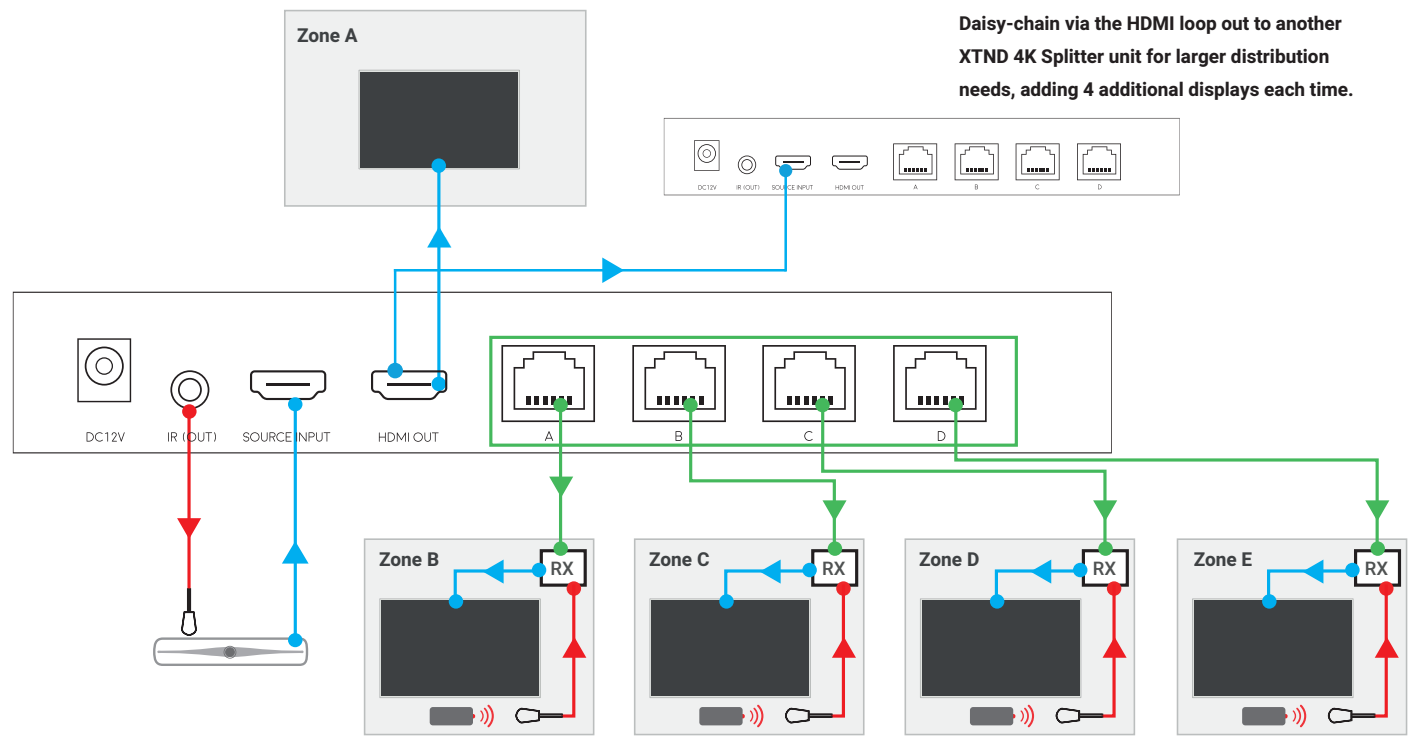 Zone A
Daisy-chain via the HDMI loop out to another
XTND 4K Splitter unit for larger distribution
needs, adding 4 additional displays each time.
DC12V
IR (OUT)
SOURCE INPUT
HDMI OUT
A
B
C
D
DC12V
IR (OUT)
SOURCE INPUT
HDMI OUT
A
B
C
D
Zone B
RX
Zone C
RX
Zone D
RX
Zone E
RX